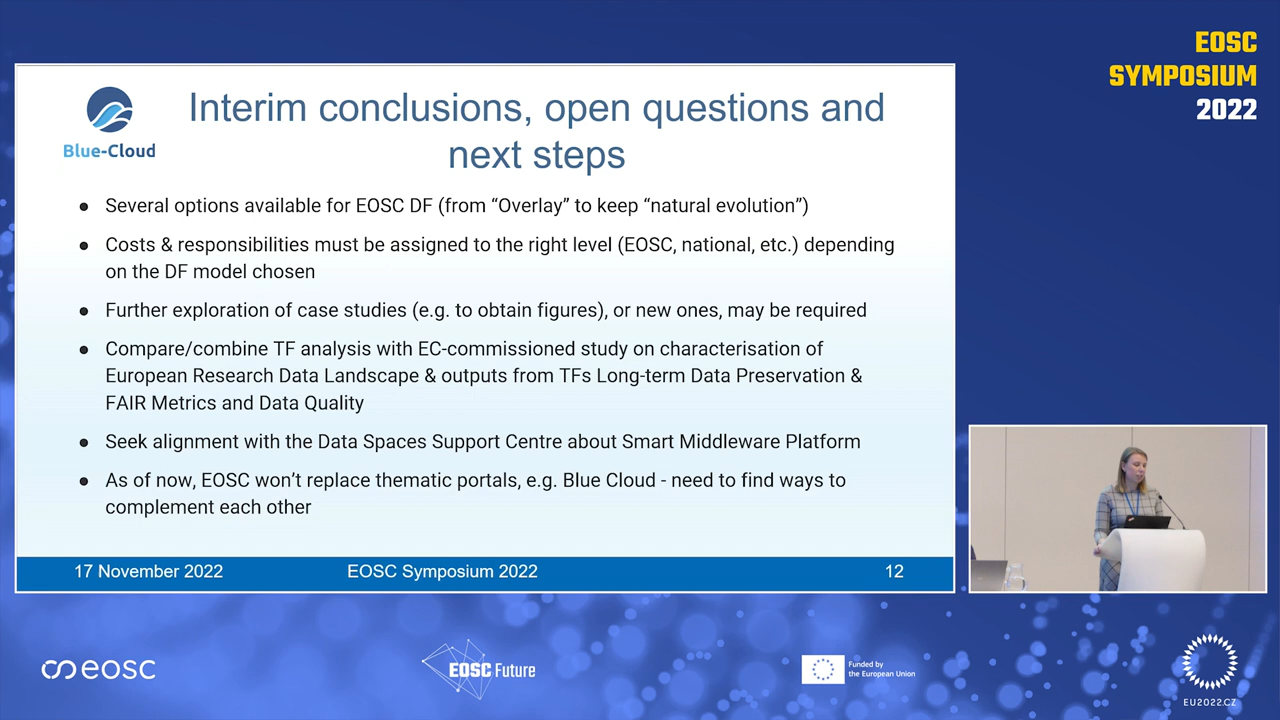 EOSC
SYMPOSIUM
2022
Blue-Cloud
Interim conclusions, open questions and
next steps
● Several options available for EOSC DF (from “Overlay” to keep “natural evolution”)
● Costs & responsibilities must be assigned to the right level (EOSC, national, etc.) depending
on the DF model chosen
● Further exploration of case studies (e.g. to obtain figures), or new ones, may be required
● Compare/combine TF analysis with EC-commissioned study on characterisation of
European Research Data Landscape & outputs from TFs Long-term Data Preservation &
FAIR Metrics and Data Quality
● Seek alignment with the Data Spaces Support Centre about Smart Middleware Platform
● As of now, EOSC won’t replace thematic portals, e.g. Blue Cloud - need to find ways to
complement each other
17 November 2022
EOSC Symposium 2022
12
eosc
EOSC Future
Funded by
the European Union
EU2022.CZ